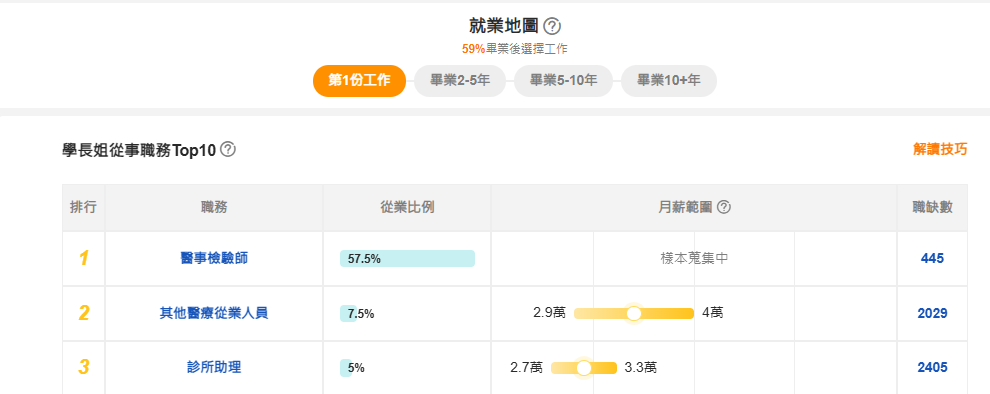 就業地圖 ?
59%畢業後選擇工作
第1份工作 畢業2-5年 畢業5-10年 畢業10+年
學長姐從事職務Top10 ? 解讀技巧
排行 職務 從業比例 月薪範圍 ? 職缺數
1 醫事檢驗師 57.5% 樣本蒐集中 445
2 其他醫療從業人員 7.5% 2.9萬 4萬 2029
3 診所助理 5% 2.7萬 3.3萬 2405